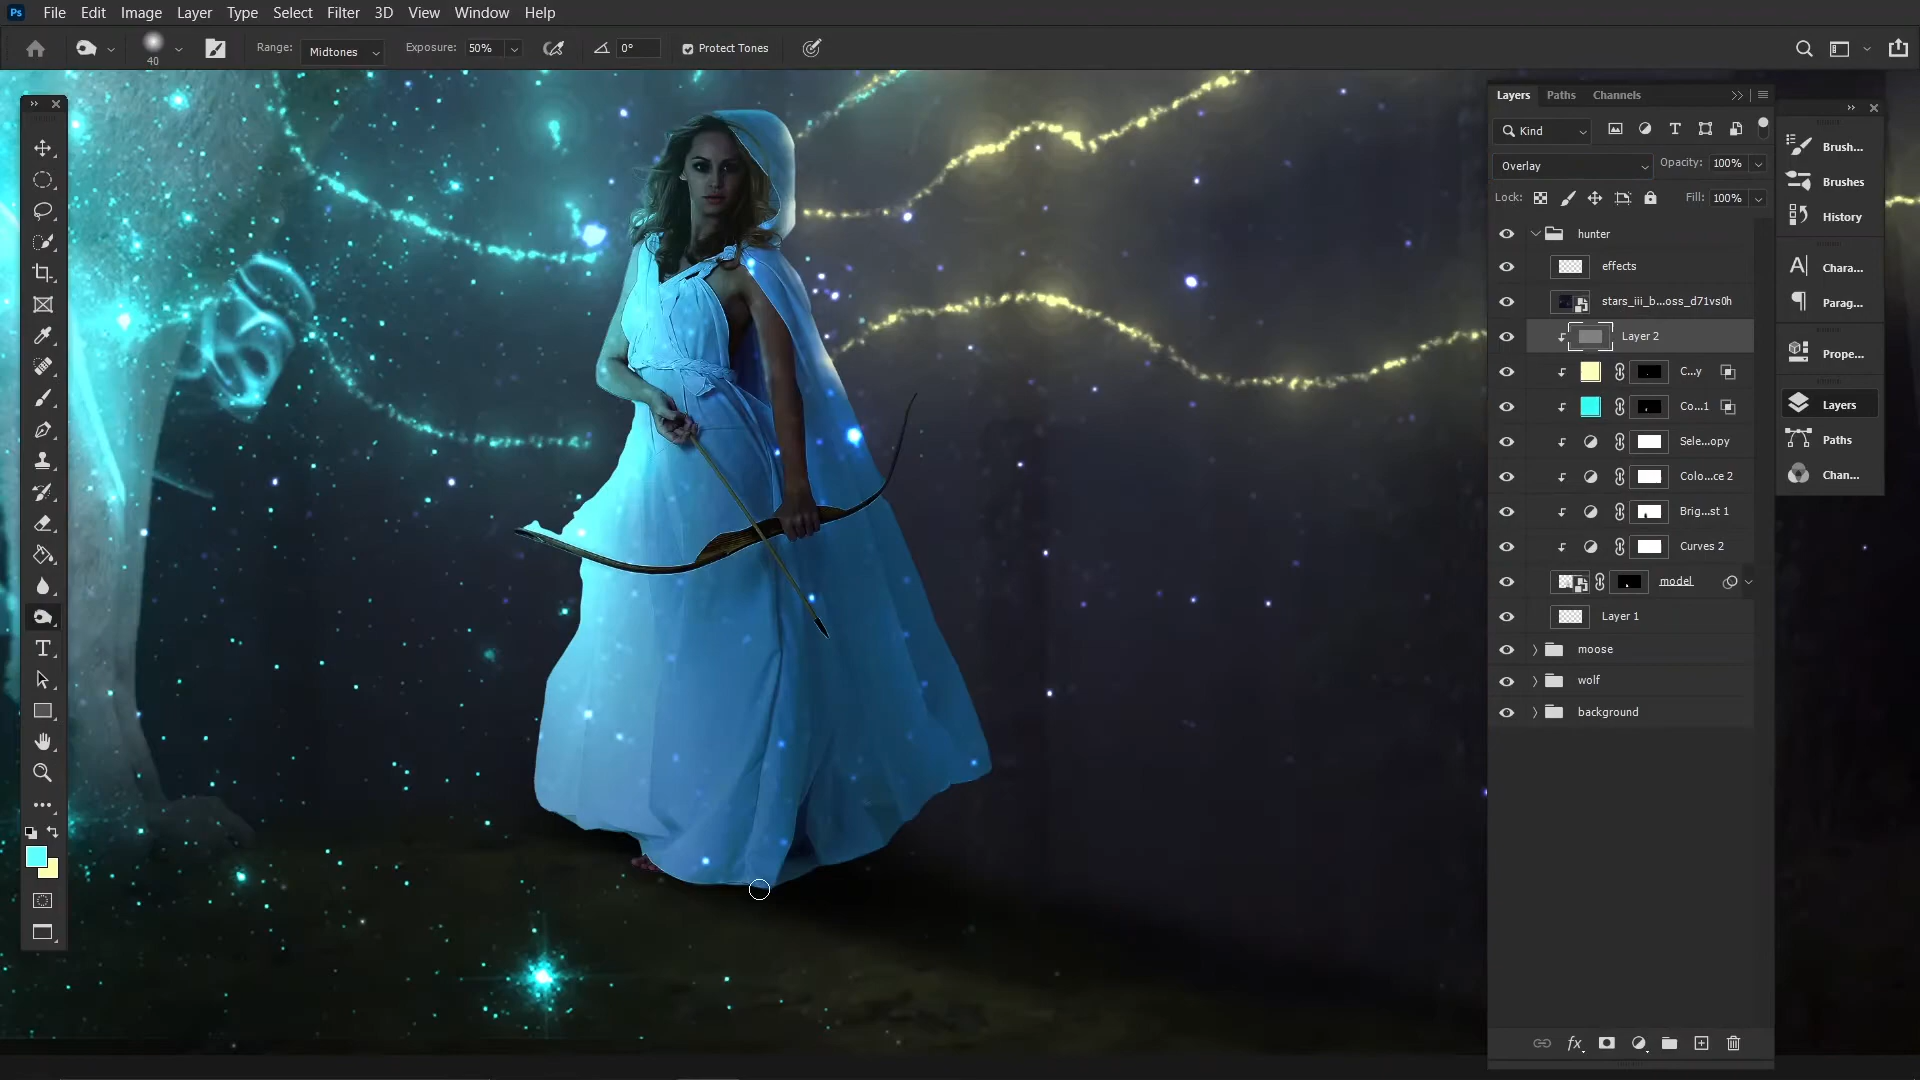 Ps File Edit Image Layer Type Select Filter 3D View Window Help
40 Range: Midtones Exposure: 50% 0° Protect Tones
Layers Paths Channels
Kind
Overlay Opacity: 100%
Lock: Fill: 100%
hunter
effects
stars_iii_b...oss_d71vs0h
Layer 2
C...y
Co...1
Sele...opy
Colo...ce 2
Brig...st 1
Curves 2
model
Layer 1
moose
wolf
background
fx
Brush...
Brushes
History
Chara...
Parag...
Prope...
Layers
Paths
Chan...